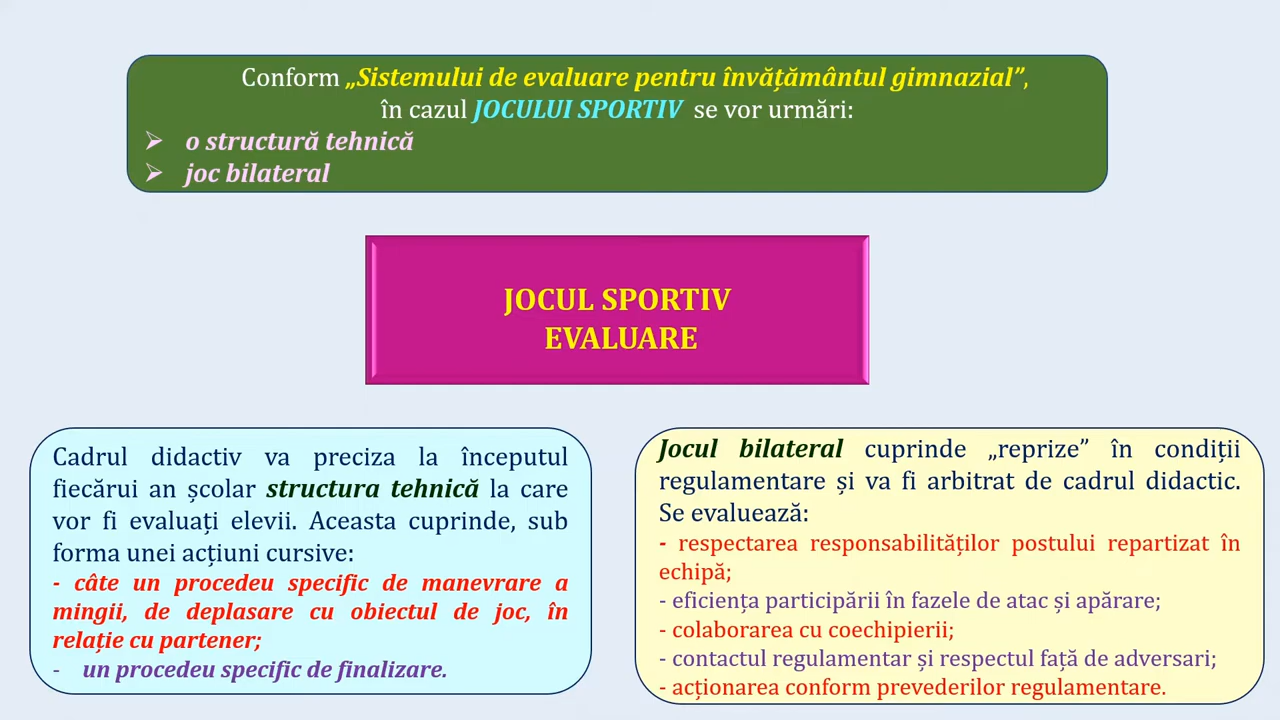 Conform „Sistemului de evaluare pentru învățământul gimnazial”,
în cazul JOCULUI SPORTIV se vor urmări:
➢ o structură tehnică
➢ joc bilateral
JOCUL SPORTIV
EVALUARE
Cadrul didactiv va preciza la începutul
fiecărui an școlar structura tehnică la care
vor fi evaluați elevii. Aceasta cuprinde, sub
forma unei acțiuni cursive:
- câte un procedeu specific de manevrare a
mingii, de deplasare cu obiectul de joc, în
relație cu partener;
- un procedeu specific de finalizare.
Jocul bilateral cuprinde „reprize” în condiții
regulamentare și va fi arbitrat de cadrul didactic.
Se evaluează:
- respectarea responsabilităților postului repartizat în
echipă;
- eficiența participării în fazele de atac și apărare;
- colaborarea cu coechipierii;
- contactul regulamentar și respectul față de adversari;
- acționarea conform prevederilor regulamentare.